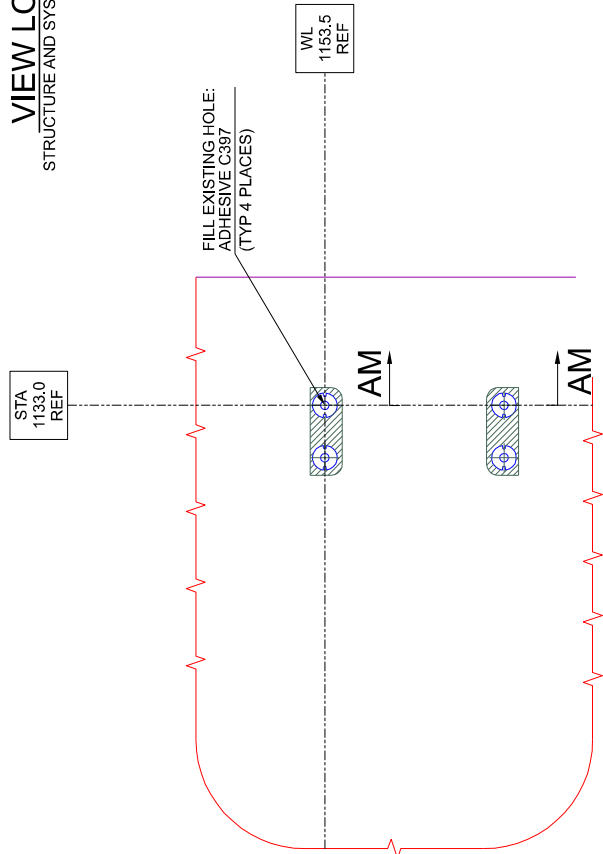 VIEW LO
STRUCTURE AND SYS
WL
1153.5
REF
FILL EXISTING HOLE:
ADHESIVE C397
(TYP 4 PLACES)
STA
1133.0
REF
AM
AM